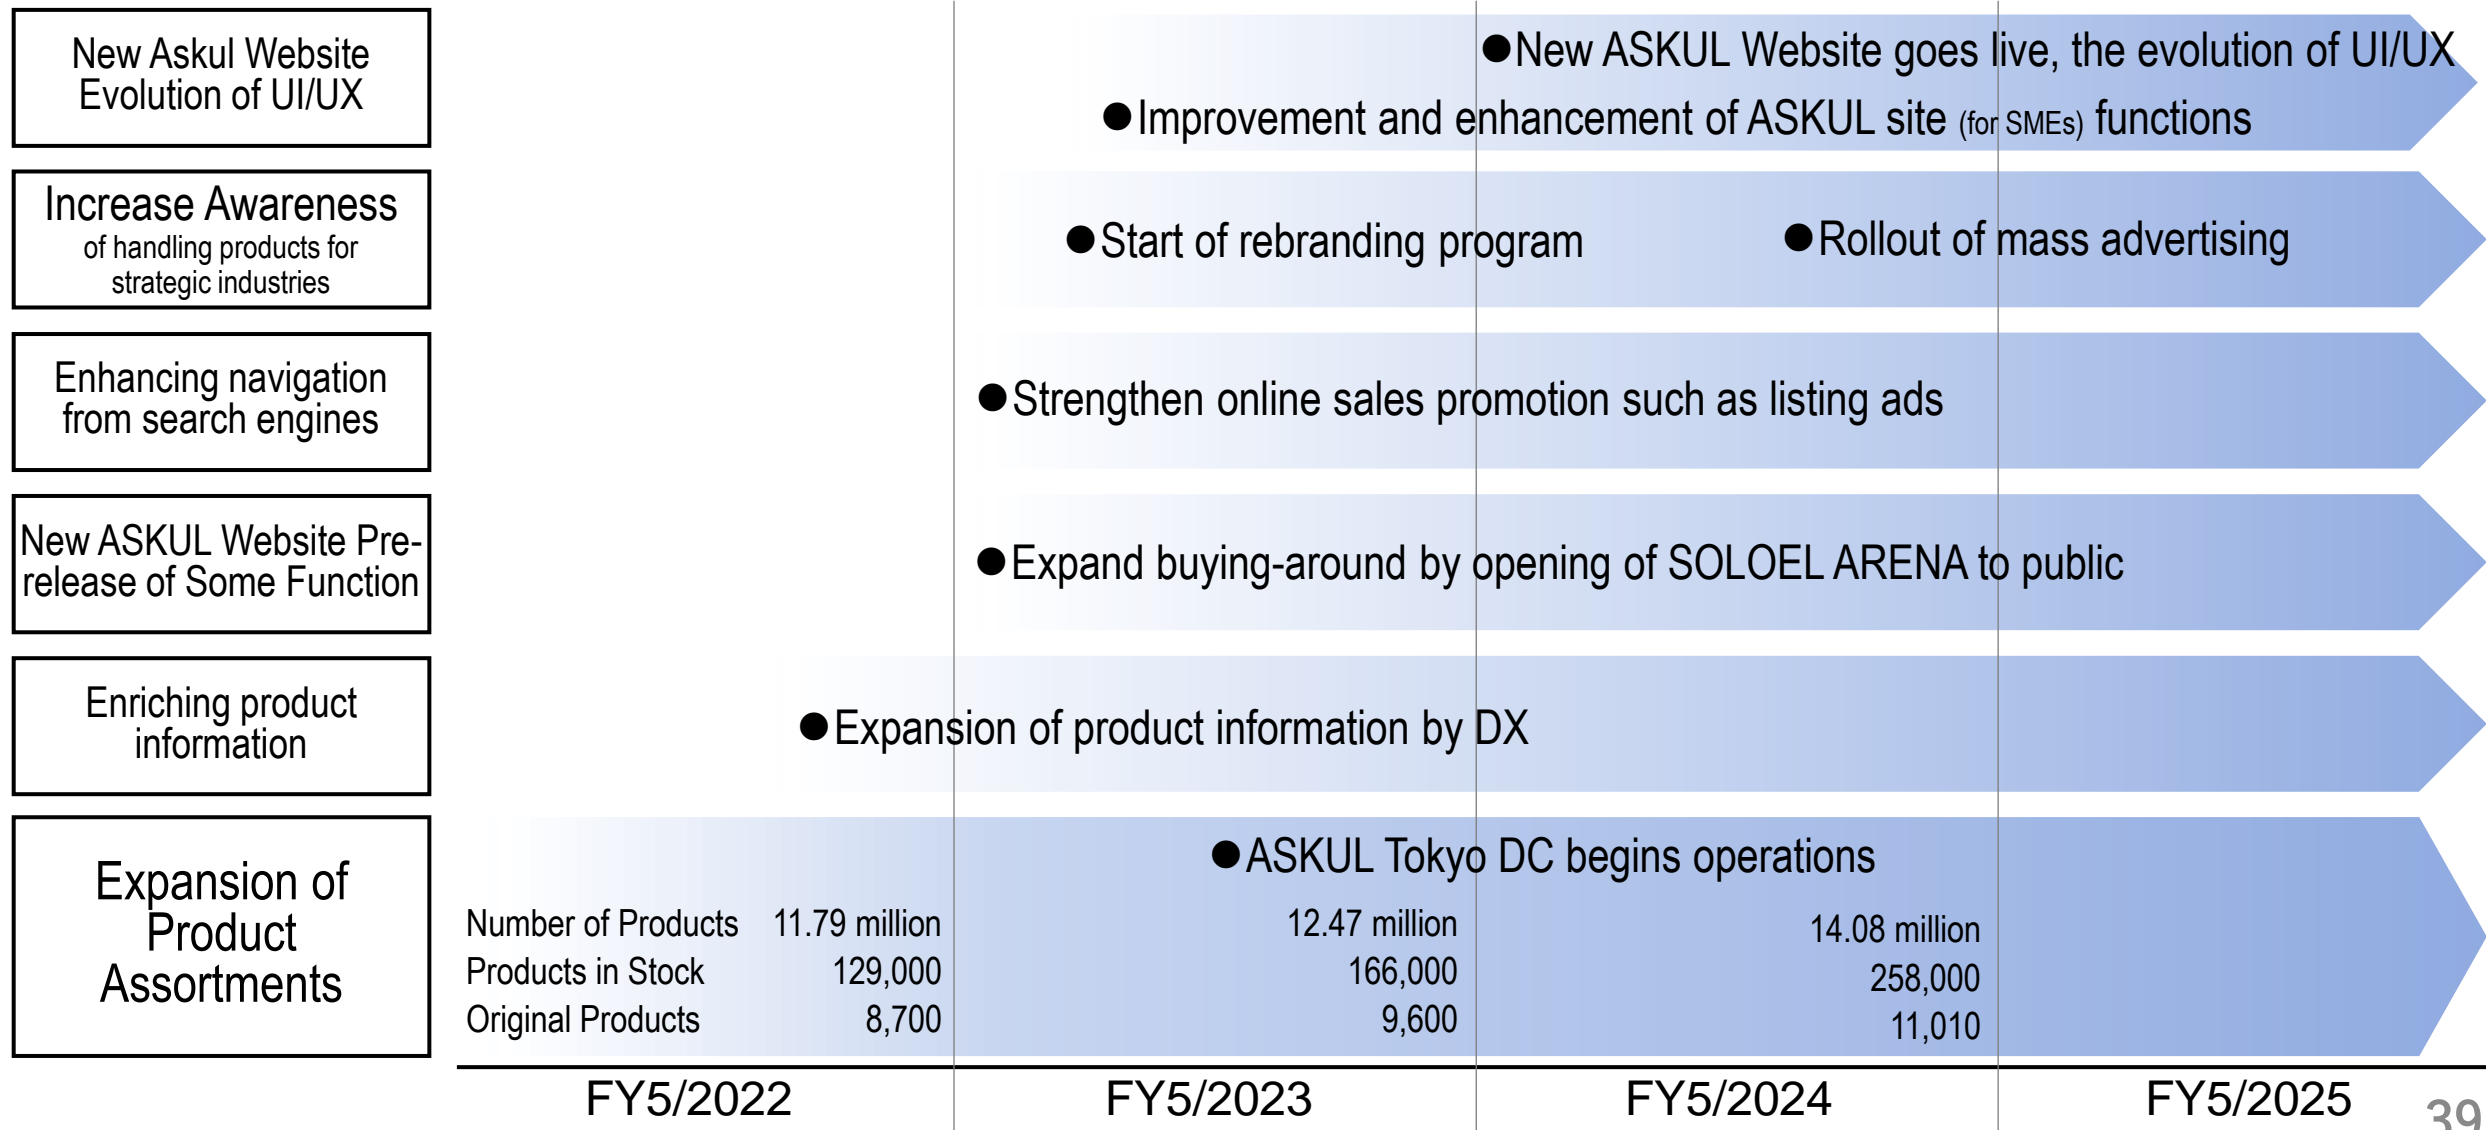 New Askul Website
Evolution of UI/UX
●New ASKUL Website goes live, the evolution of UI/UX
●Improvement and enhancement of ASKUL site (for SMEs) functions
Increase Awareness
of handling products for
strategic industries
●Start of rebranding program
●Rollout of mass advertising
Enhancing navigation
from search engines
●Strengthen online sales promotion such as listing ads
New ASKUL Website Pre-
release of Some Function
●Expand buying-around by opening of SOLOEL ARENA to public
Enriching product
information
●Expansion of product information by DX
Expansion of
Product
Assortments
●ASKUL Tokyo DC begins operations
Number of Products 11.79 million 12.47 million 14.08 million
Products in Stock 129,000 166,000 258,000
Original Products 8,700 9,600 11,010
FY5/2022 FY5/2023 FY5/2024 FY5/2025
39